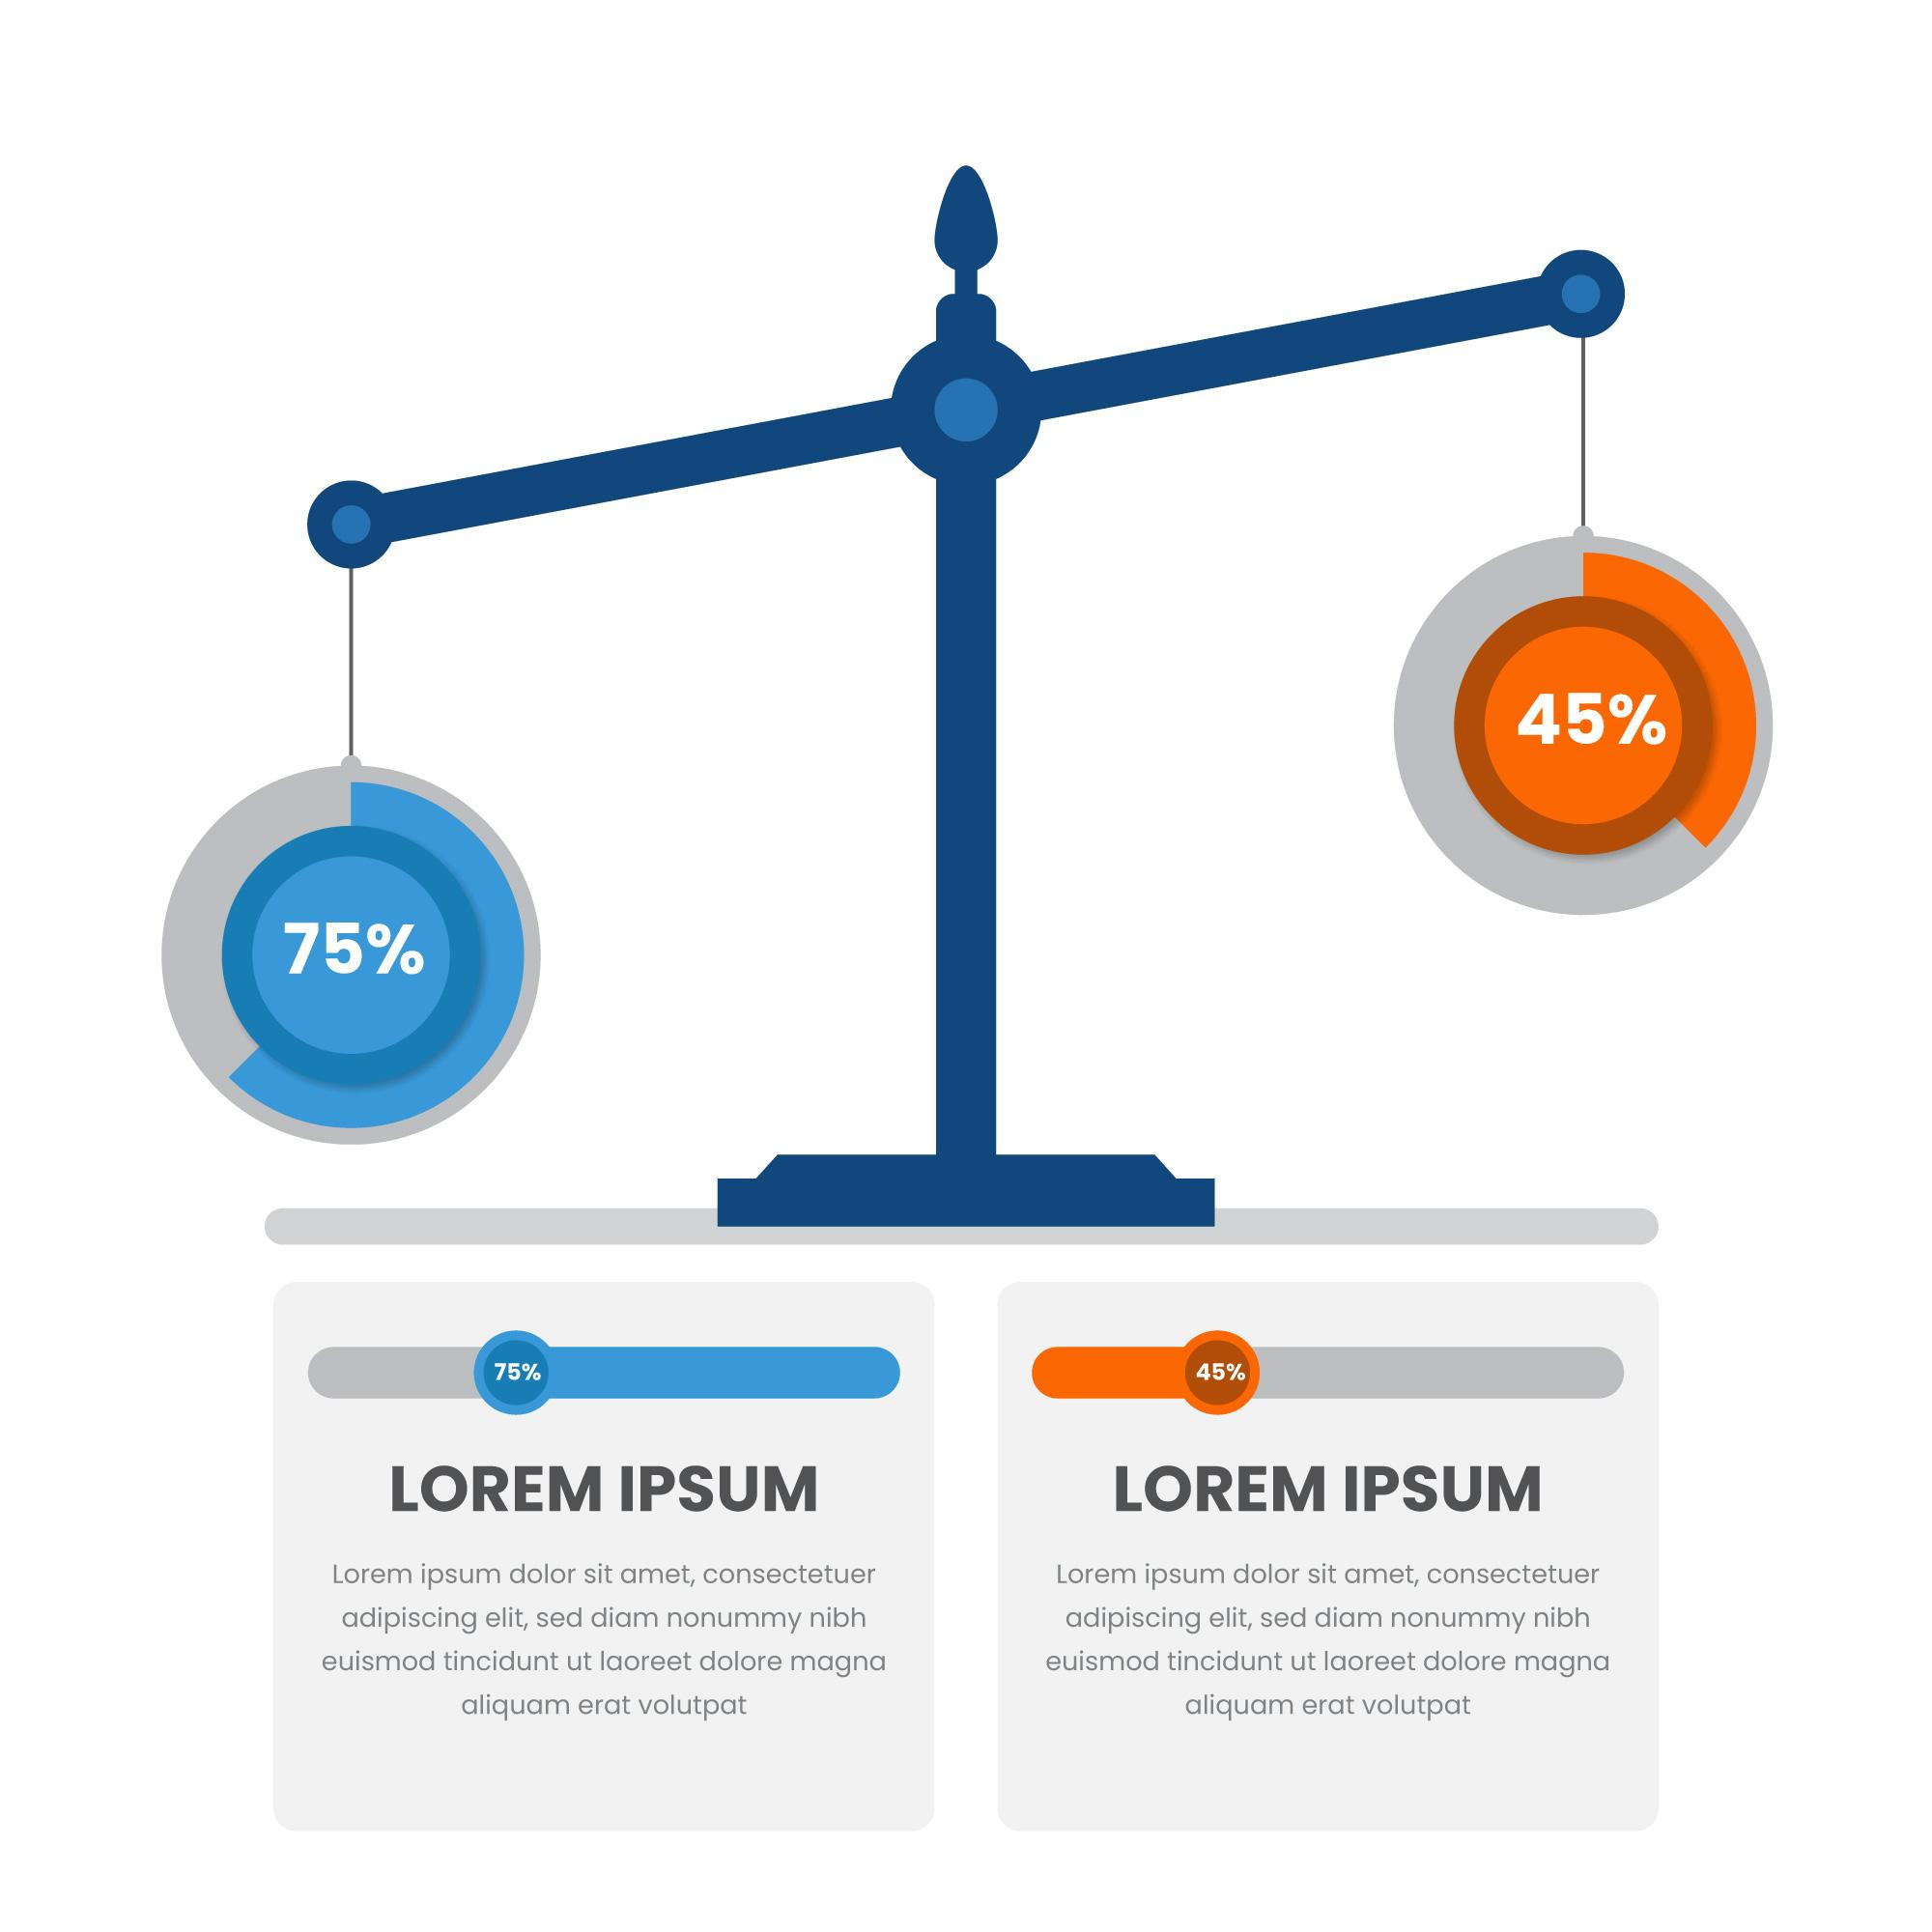 45%
75%
75%
LOREM IPSUM
Lorem ipsum dolor sit amet, consectetuer
adipiscing elit, sed diam nonummy nibh
euismod tincidunt ut laoreet dolore magna
aliquam erat volutpat
45%
LOREM IPSUM
Lorem ipsum dolor sit amet, consectetuer
adipiscing elit, sed diam nonummy nibh
euismod tincidunt ut laoreet dolore magna
aliquam erat volutpat